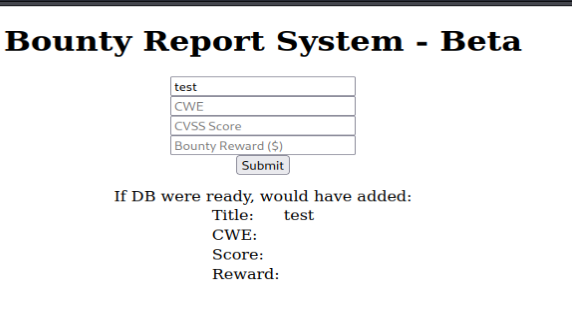 Bounty Report System - Beta
test
CWE
CVSS Score
Bounty Reward ($)
Submit
If DB were ready, would have added:
Title: test
CWE:
Score:
Reward: